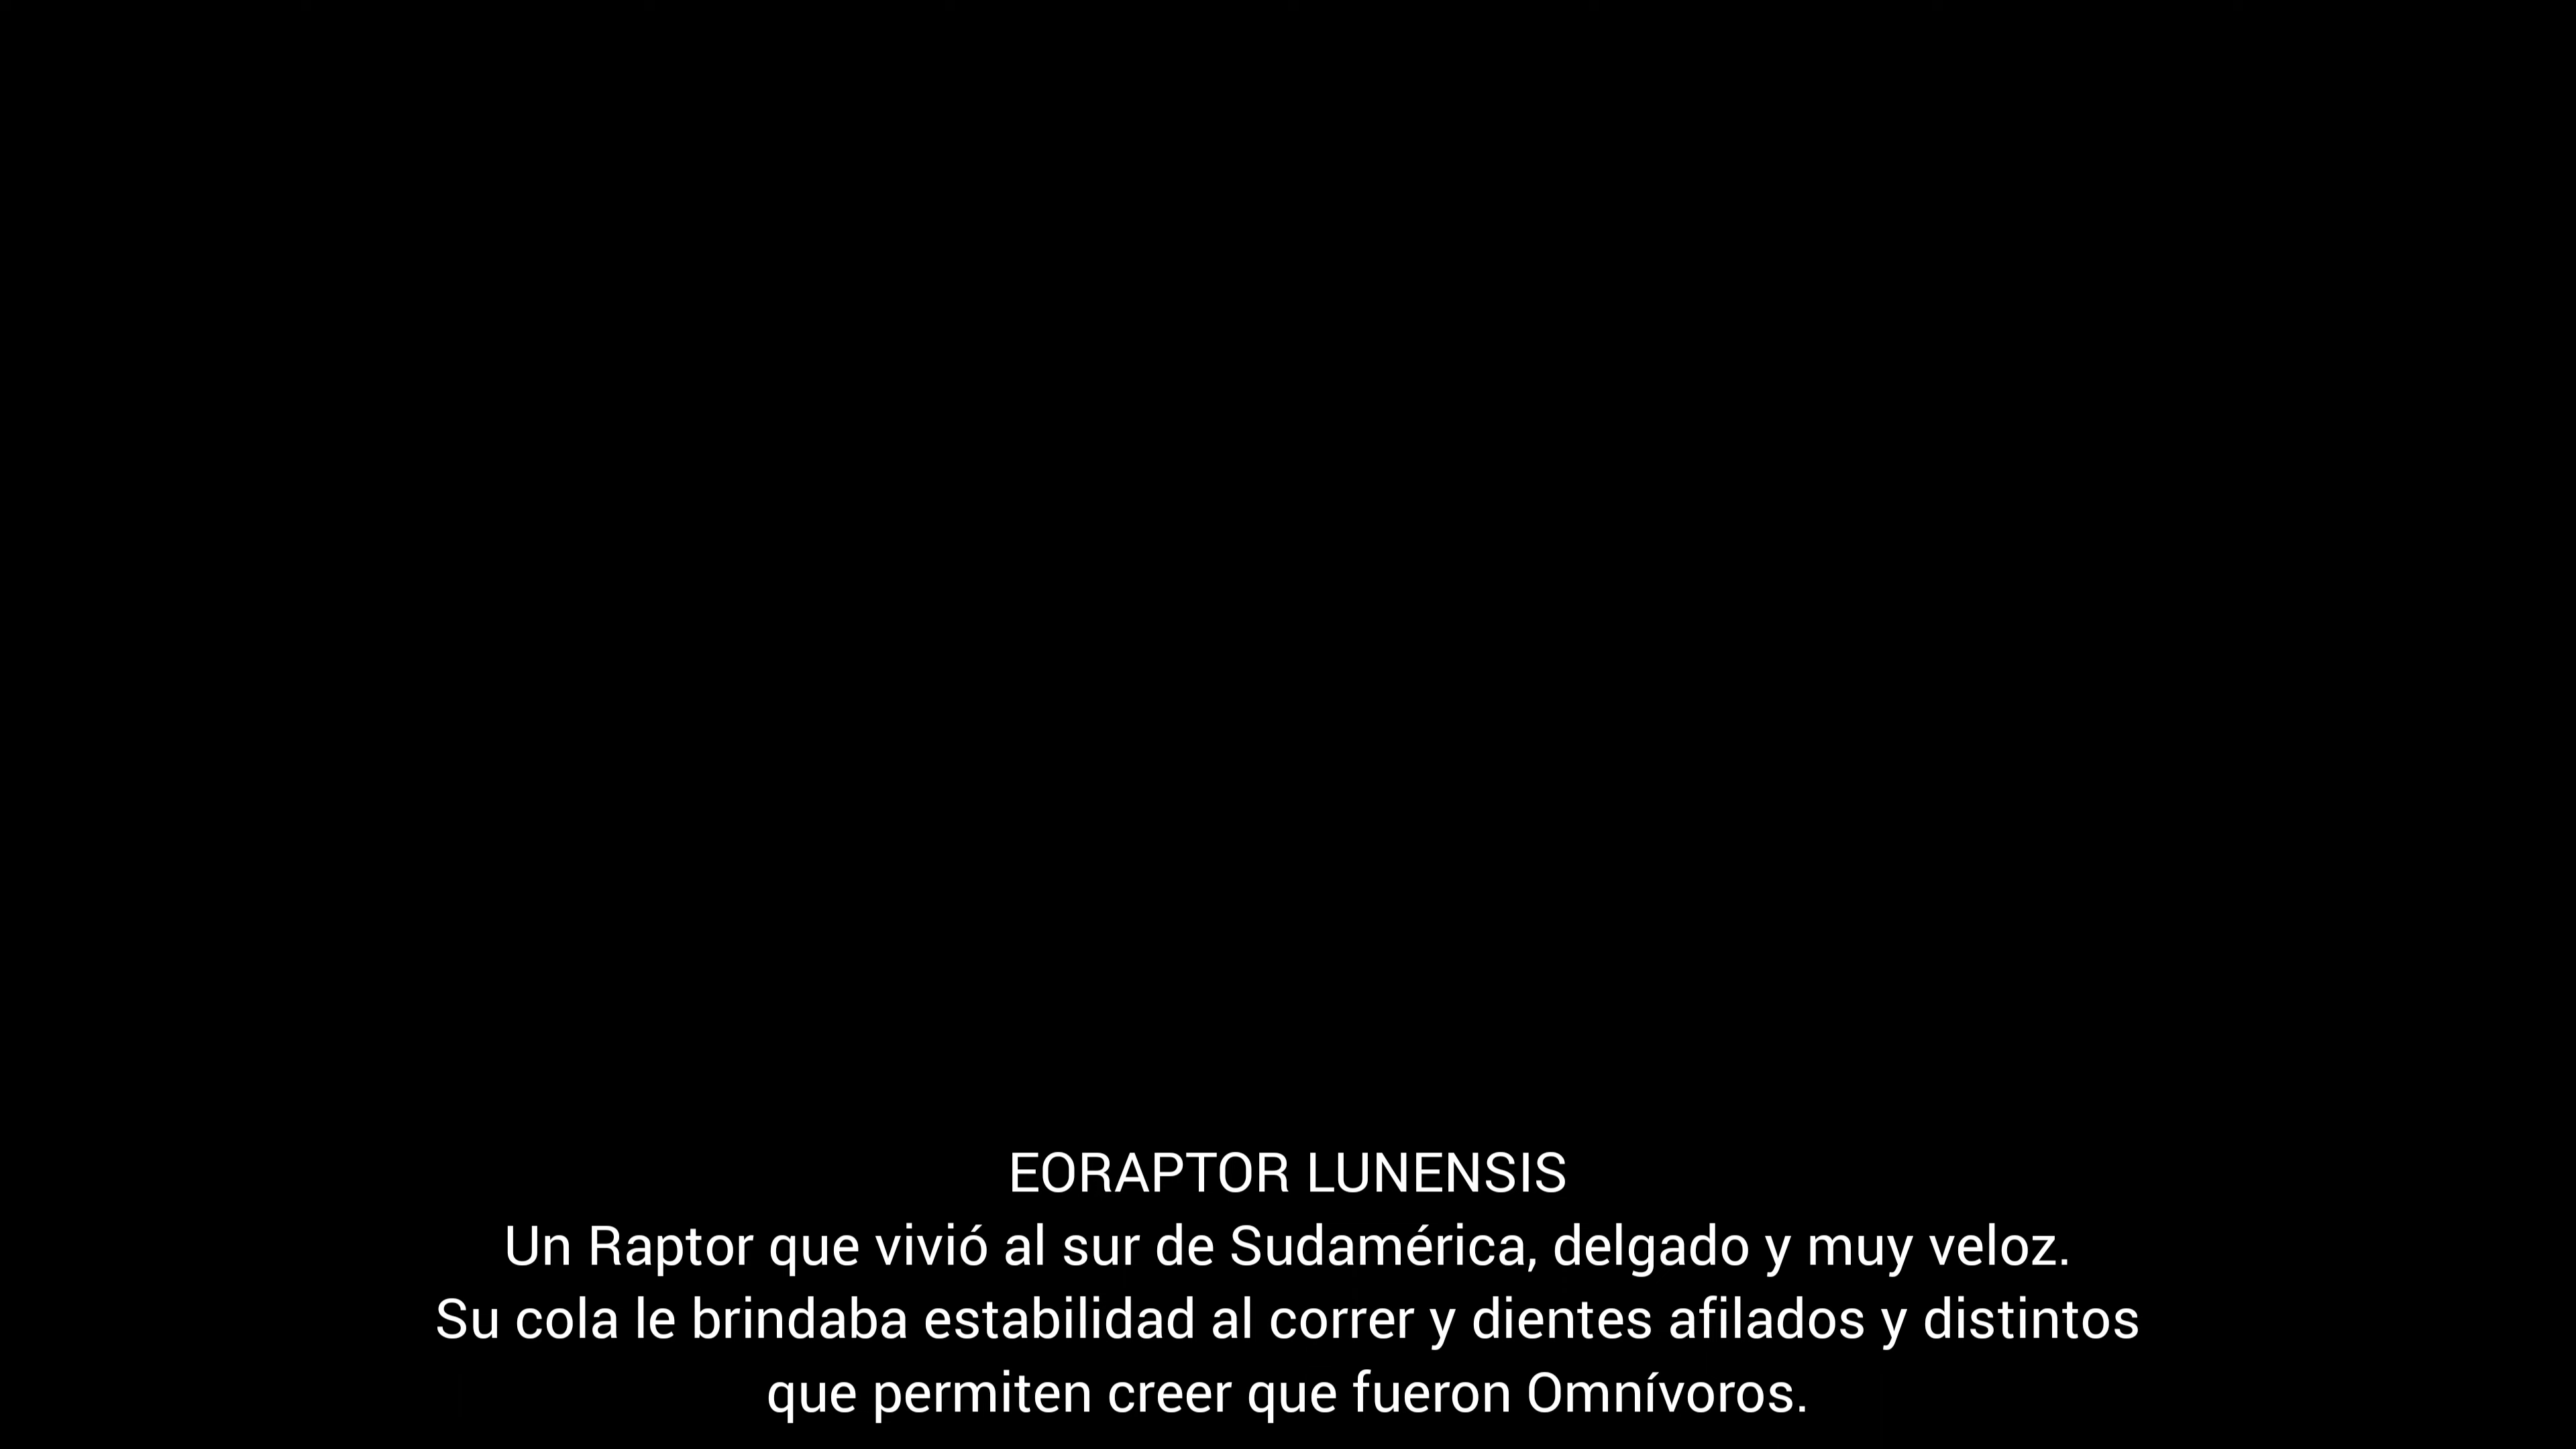 EORAPTOR LUNENSIS
Un Raptor que vivió al sur de Sudamérica, delgado y muy veloz.
Su cola le brindaba estabilidad al correr y dientes afilados y distintos
que permiten creer que fueron Omnívoros.